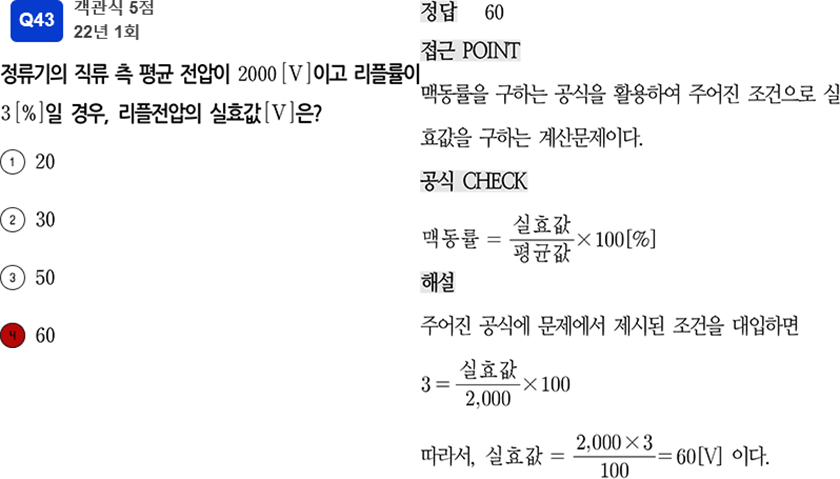 Q43
객관식 5점
22년 1회
정류기의 직류 측 평균 전압이 2000[V]이고 리플률이
3[%]일 경우, 리플전압의 실효값[V]은?
① 20
② 30
③ 50
④ 60
정답 60
접근 POINT
맥동률을 구하는 공식을 활용하여 주어진 조건으로 실
효값을 구하는 계산문제이다.
공식 CHECK
맥동률 = 실효값/평균값 × 100[%]
해설
주어진 공식에 문제에서 제시된 조건을 대입하면
3 = 실효값/2,000 × 100
따라서, 실효값 = 2,000×3/100 = 60[V] 이다.